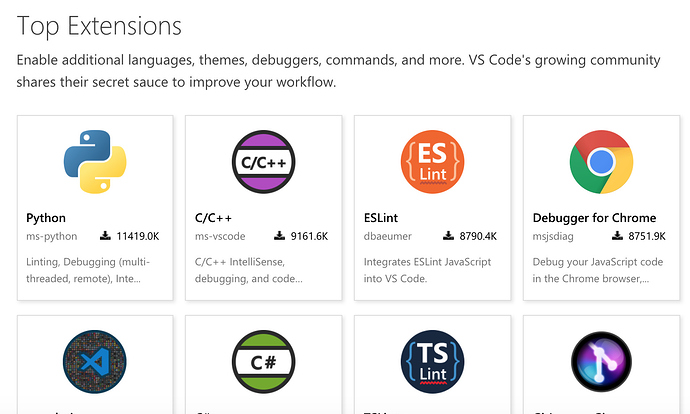 Top Extensions
Enable additional languages, themes, debuggers, commands, and more. VS Code's growing community
shares their secret sauce to improve your workflow.
Python
ms-python 11419.0K
Linting, Debugging (multi-
threaded, remote), Inte...
C/C++
C/C++
ms-vscode 9161.6K
C/C++ IntelliSense,
debugging, and code...
{ES}
Lint
ESLint
dbaeumer 8790.4K
Integrates ESLint JavaScript
into VS Code.
Debugger for Chrome
msjsdiag 8751.9K
Debug your JavaScript code
in the Chrome browser,...
C#
{TS}
Lint